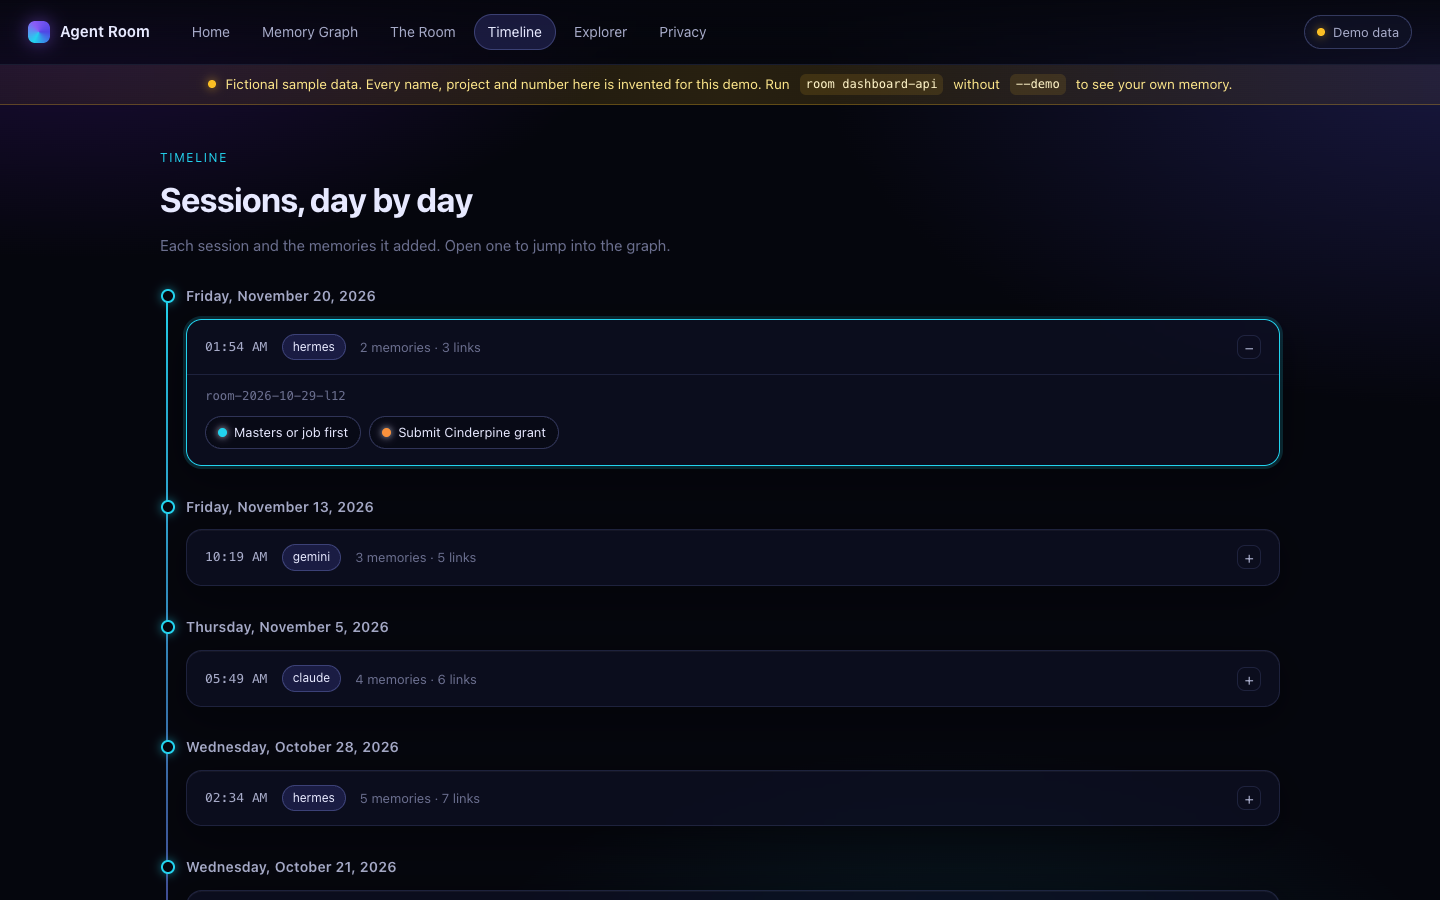 Agent Room Home Memory Graph The Room Timeline Explorer Privacy Demo data
Fictional sample data. Every name, project and number here is invented for this demo. Run room dashboard-api without --demo to see your own memory.
TIMELINE
Sessions, day by day
Each session and the memories it added. Open one to jump into the graph.
Friday, November 20, 2026
01:54 AM hermes 2 memories · 3 links −
room-2026-10-29-l12
Masters or job first Submit Cinderpine grant
Friday, November 13, 2026
10:19 AM gemini 3 memories · 5 links +
Thursday, November 5, 2026
05:49 AM claude 4 memories · 6 links +
Wednesday, October 28, 2026
02:34 AM hermes 5 memories · 7 links +
Wednesday, October 21, 2026